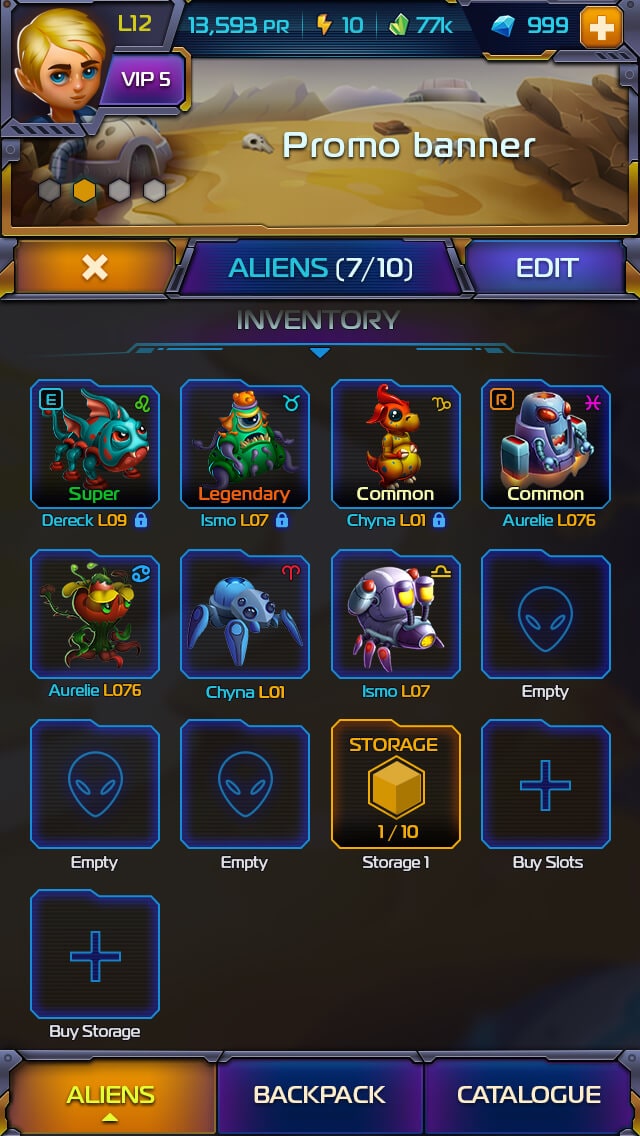 L12
13,593 PR
10
77k
999
VIP 5
Promo banner
ALIENS (7/10)
EDIT
INVENTORY
E
Super
Dereck L09
Legendary
Ismo L07
Common
Chyna L01
R
Common
Aurelie L076
Aurelie L076
Chyna L01
Ismo L07
Empty
Empty
Empty
STORAGE
1 / 10
Storage 1
Buy Slots
Buy Storage
ALIENS
BACKPACK
CATALOGUE